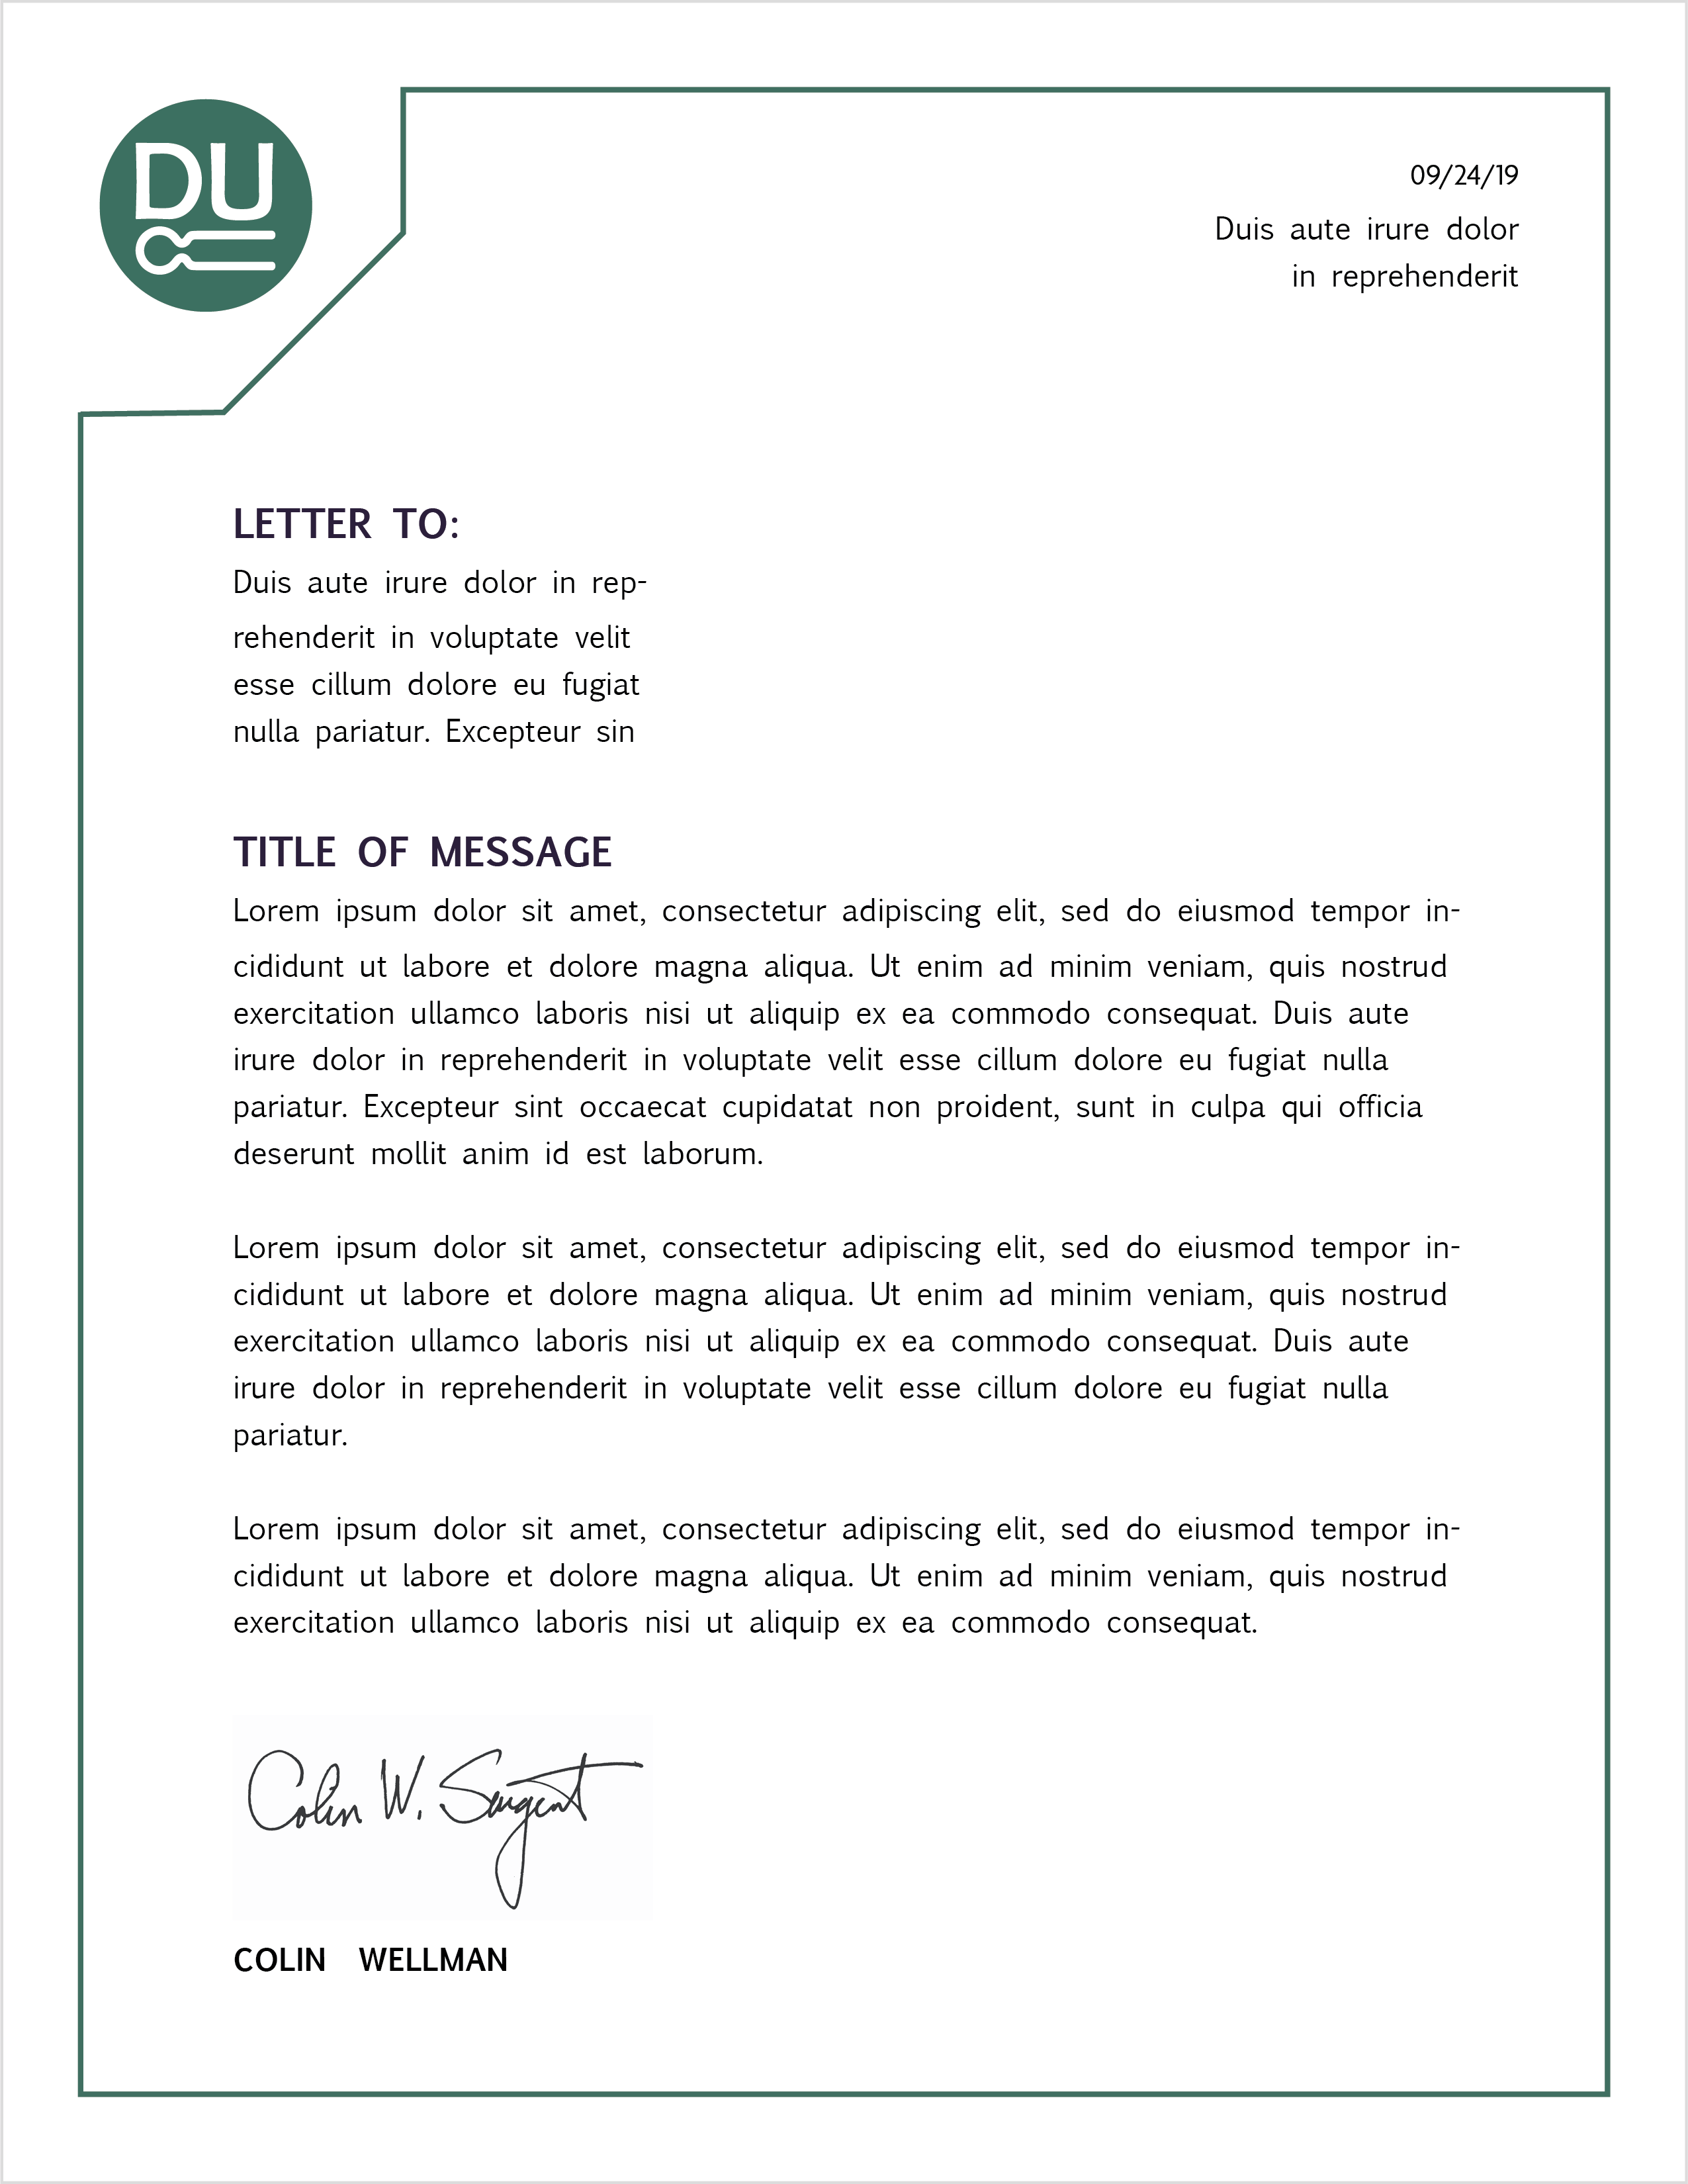 DU
09/24/19
Duis aute irure dolor
in reprehenderit
LETTER TO:
Duis aute irure dolor in rep-
rehenderit in voluptate velit
esse cillum dolore eu fugiat
nulla pariatur. Excepteur sin
TITLE OF MESSAGE
Lorem ipsum dolor sit amet, consectetur adipiscing elit, sed do eiusmod tempor in-
cididunt ut labore et dolore magna aliqua. Ut enim ad minim veniam, quis nostrud
exercitation ullamco laboris nisi ut aliquip ex ea commodo consequat. Duis aute
irure dolor in reprehenderit in voluptate velit esse cillum dolore eu fugiat nulla
pariatur. Excepteur sint occaecat cupidatat non proident, sunt in culpa qui officia
deserunt mollit anim id est laborum.
Lorem ipsum dolor sit amet, consectetur adipiscing elit, sed do eiusmod tempor in-
cididunt ut labore et dolore magna aliqua. Ut enim ad minim veniam, quis nostrud
exercitation ullamco laboris nisi ut aliquip ex ea commodo consequat. Duis aute
irure dolor in reprehenderit in voluptate velit esse cillum dolore eu fugiat nulla
pariatur.
Lorem ipsum dolor sit amet, consectetur adipiscing elit, sed do eiusmod tempor in-
cididunt ut labore et dolore magna aliqua. Ut enim ad minim veniam, quis nostrud
exercitation ullamco laboris nisi ut aliquip ex ea commodo consequat.
Colin W. Sargent
COLIN WELLMAN